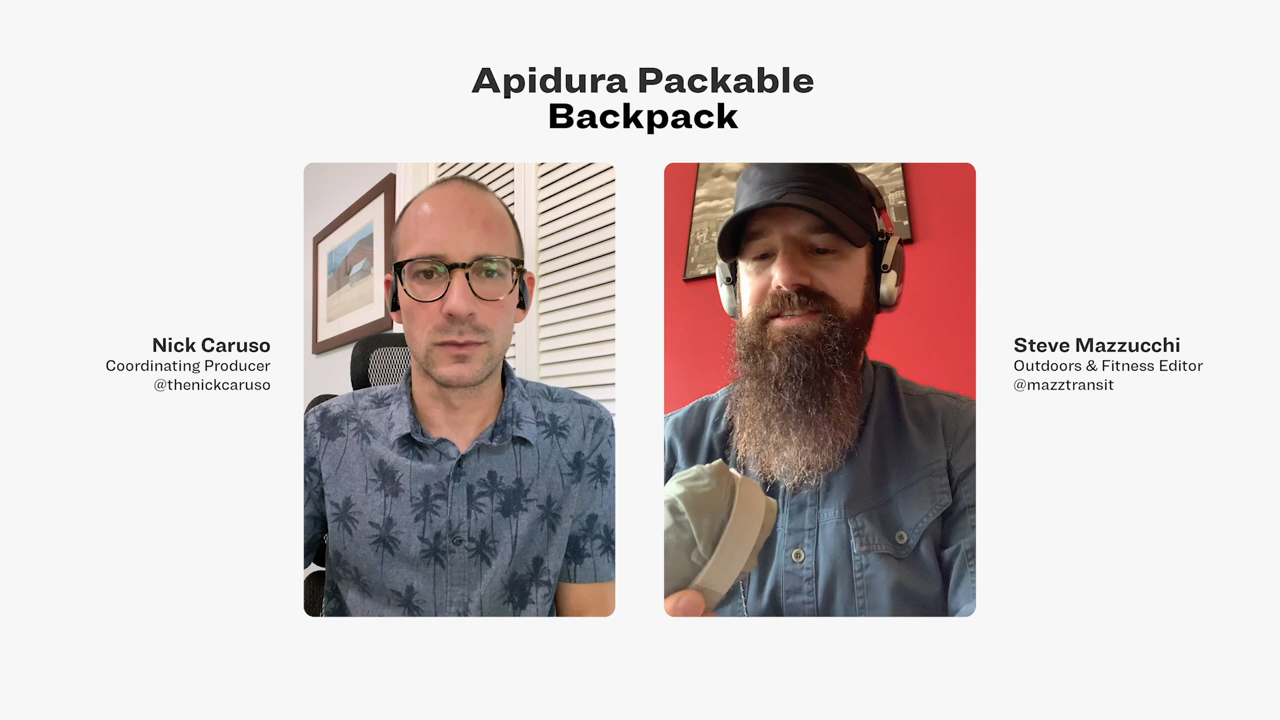 Apidura Packable
Backpack
Nick Caruso
Coordinating Producer
@thenickcaruso
Steve Mazzucchi
Outdoors & Fitness Editor
@mazztransit